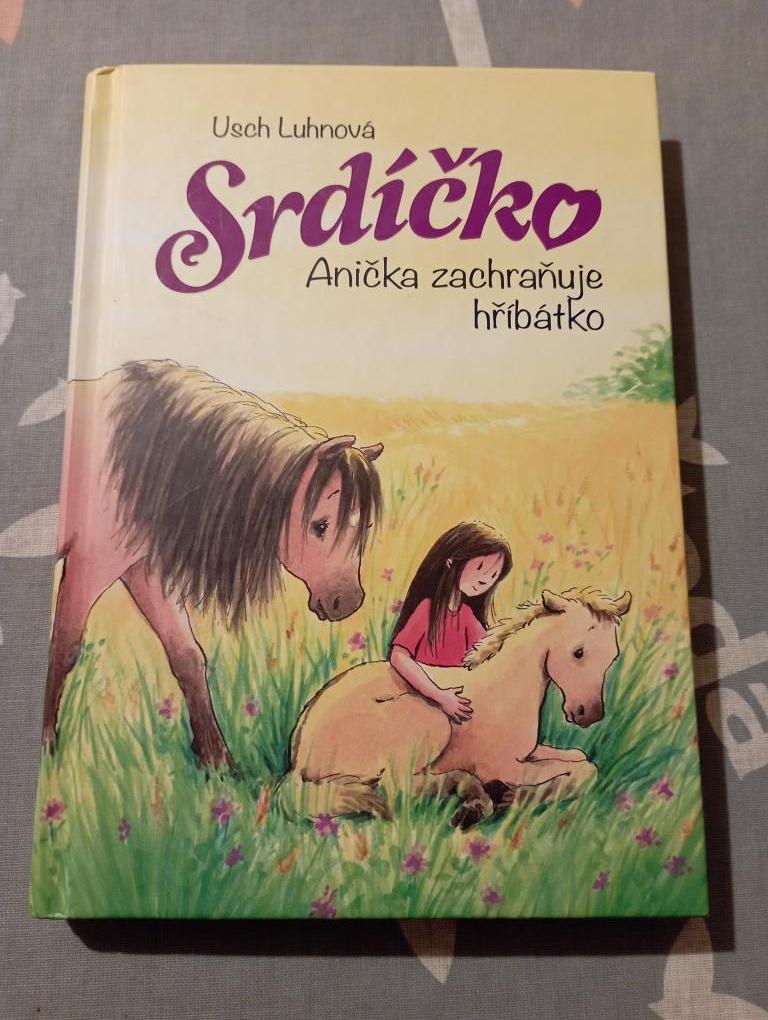 Usch Luhnová
Srdíčko
Anička zachraňuje
hříbátko